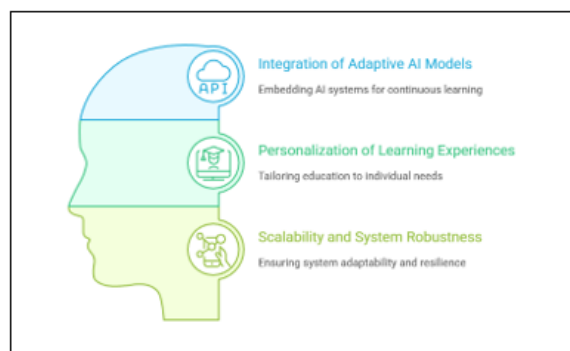 Integration of Adaptive AI Models
API
Embedding AI systems for continuous learning
Personalization of Learning Experiences
Tailoring education to individual needs
Scalability and System Robustness
Ensuring system adaptability and resilience